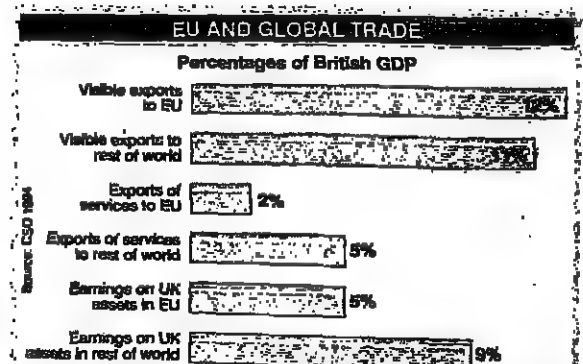 EU AND GLOBAL TRADE
Percentages of British GDP
Visible exports
to EU
Visible exports to
rest of world
Exports of
services to EU
2%
Exports of services
to rest of world
5%
Earnings on UK
assets in EU
5%
Earnings on UK
assets in rest of world
9%
Source: CSO 1994